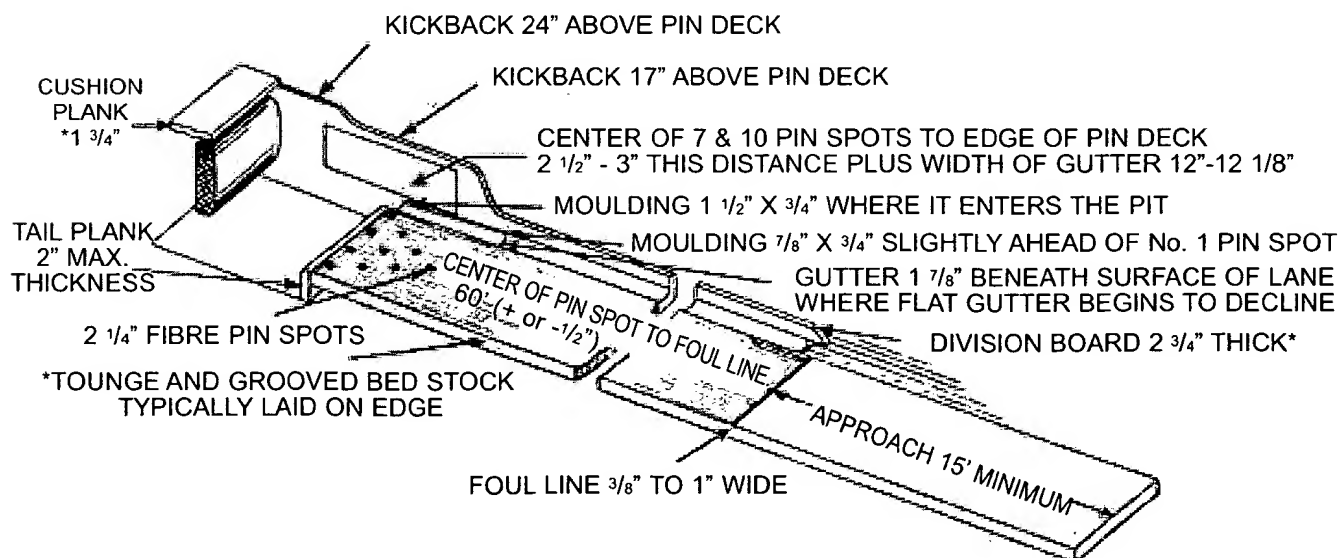 KICKBACK 24” ABOVE PIN DECK
KICKBACK 17” ABOVE PIN DECK
CUSHION
PLANK
*1 3/4”
CENTER OF 7 & 10 PIN SPOTS TO EDGE OF PIN DECK
2 1/2” - 3” THIS DISTANCE PLUS WIDTH OF GUTTER 12”-12 1/8”
MOULDING 1 1/2” X 3/4” WHERE IT ENTERS THE PIT
MOULDING 7/8” X 3/4” SLIGHTLY AHEAD OF No. 1 PIN SPOT
TAIL PLANK
2” MAX.
THICKNESS
GUTTER 1 7/8” BENEATH SURFACE OF LANE
WHERE FLAT GUTTER BEGINS TO DECLINE
CENTER OF PIN SPOT TO FOUL LINE
60’ (+ or -1/2”)
2 1/4” FIBRE PIN SPOTS
DIVISION BOARD 2 3/4” THICK*
*TOUNGE AND GROOVED BED STOCK
TYPICALLY LAID ON EDGE
APPROACH 15’ MINIMUM
FOUL LINE 3/8” TO 1” WIDE